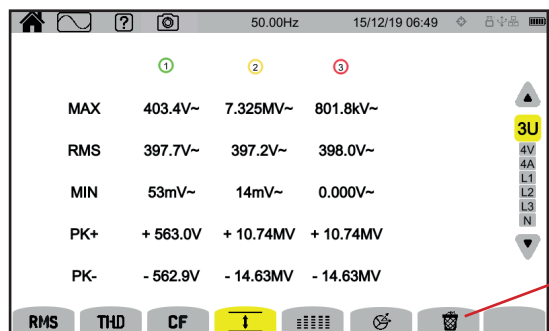 ? 50.00Hz 15/12/19 06:49
1 2 3
MAX 403.4V~ 7.325MV~ 801.8kV~
3U
RMS 397.7V~ 397.2V~ 398.0V~
4V
4A
L1
MIN 53mV~ 14mV~ 0.000V~
L2
L3
N
PK+ + 563.0V + 10.74MV + 10.74MV
PK- - 562.9V - 14.63MV - 14.63MV
RMS THD CF